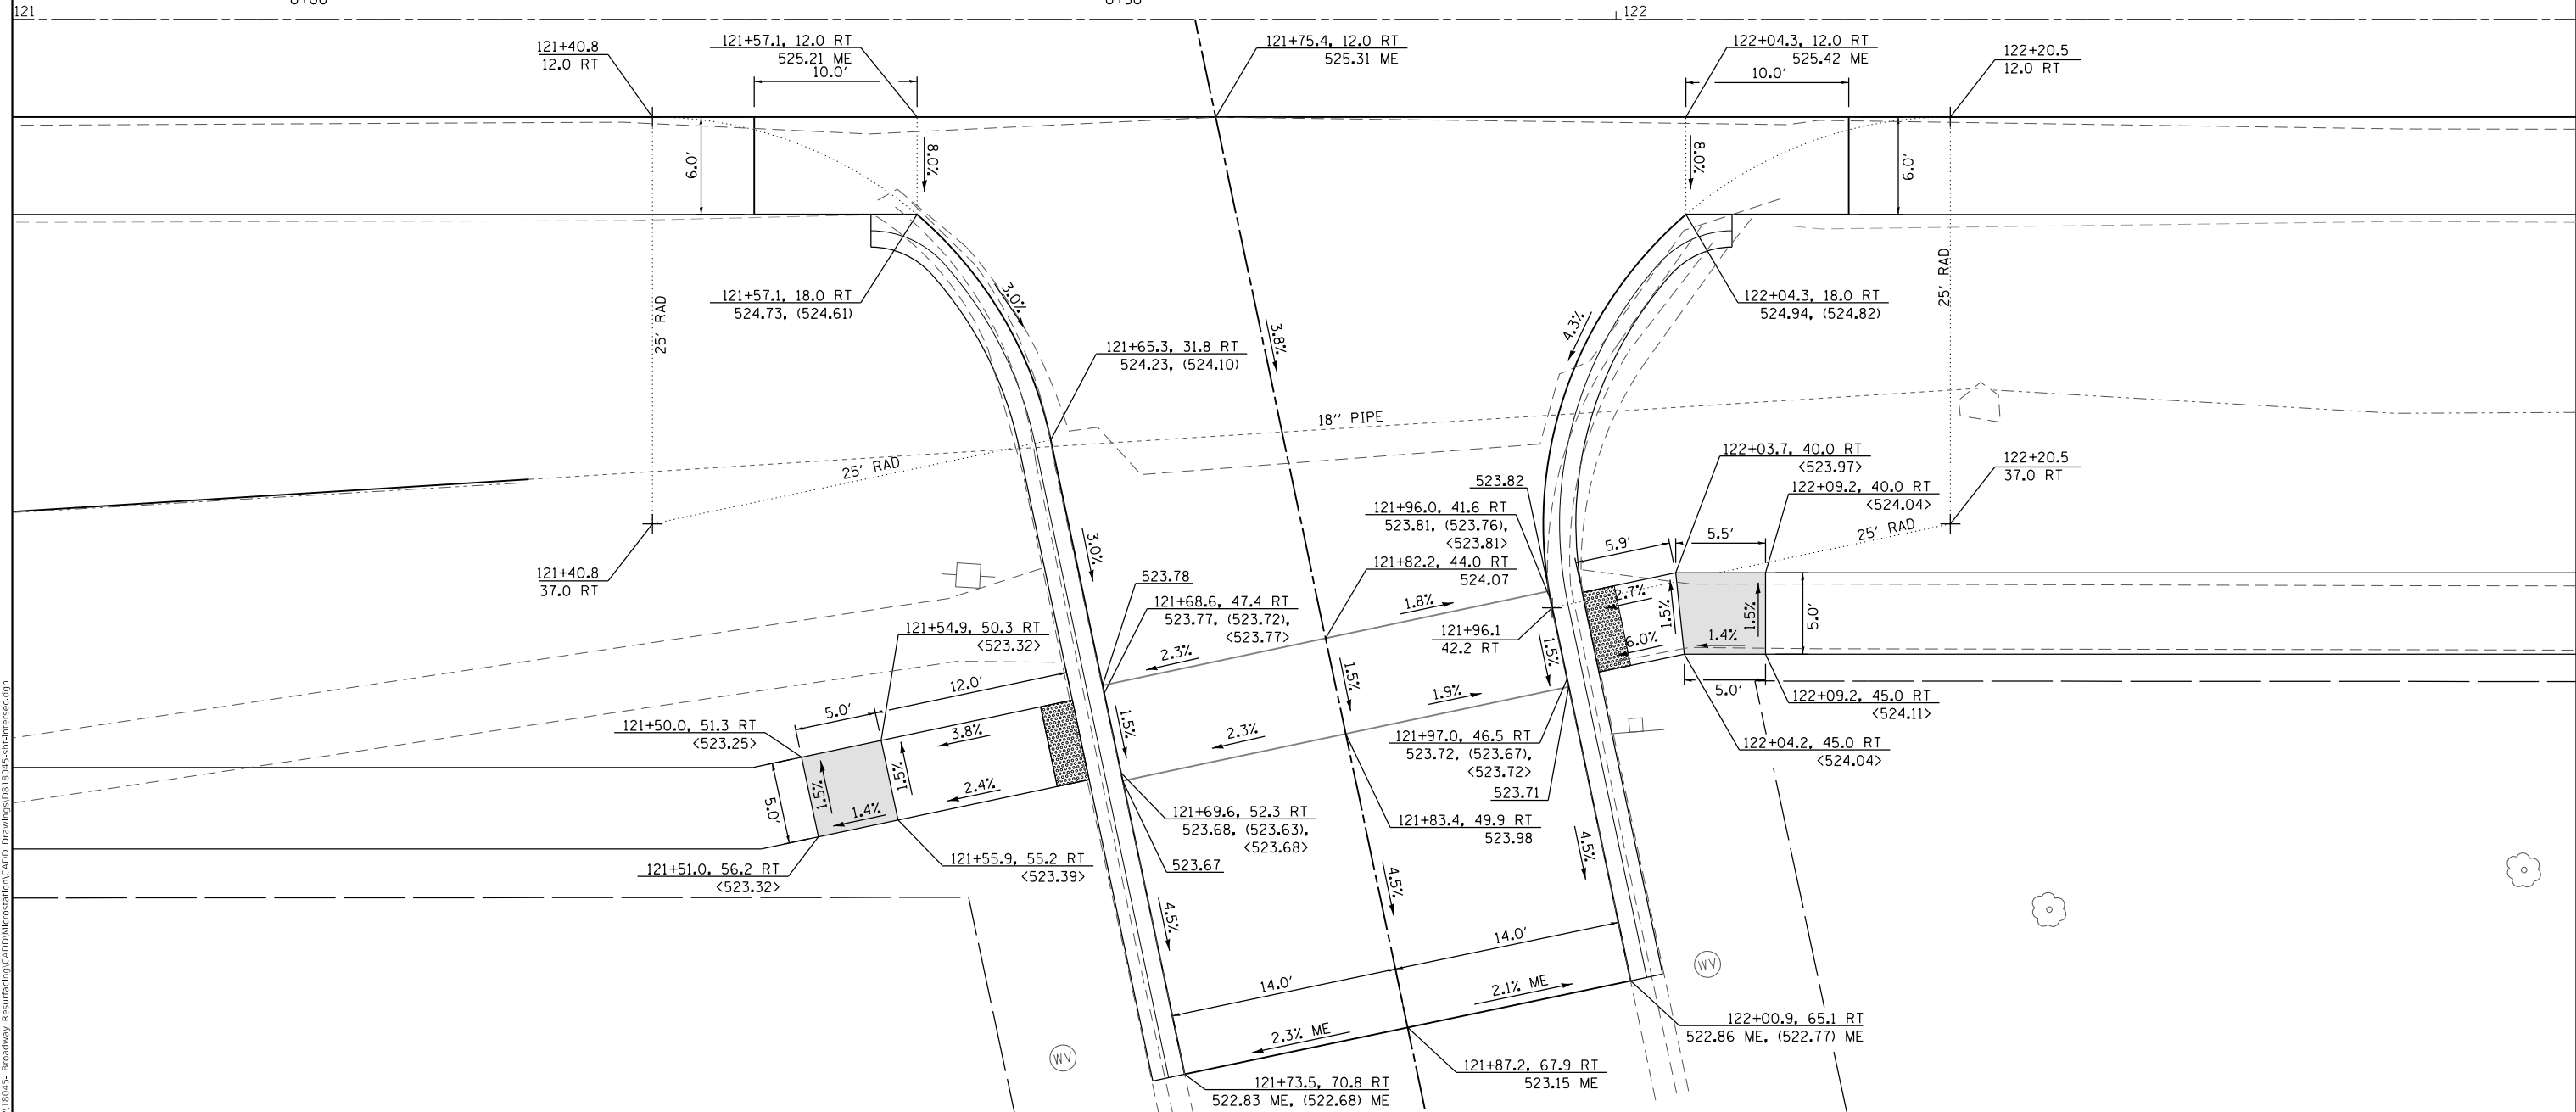 121
122
121+40.8
12.0 RT
121+57.1, 12.0 RT
525.21 ME
10.0'
121+75.4, 12.0 RT
525.31 ME
122+04.3, 12.0 RT
525.42 ME
10.0'
122+20.5
12.0 RT
6.0'
8.0%
8.0%
6.0'
25' RAD
121+57.1, 18.0 RT
524.73, (524.61)
3.0%
3.8%
4.3%
122+04.3, 18.0 RT
524.94, (524.82)
25' RAD
121+65.3, 31.8 RT
524.23, (524.10)
18'' PIPE
25' RAD
122+03.7, 40.0 RT
<523.97>
122+20.5
37.0 RT
523.82
122+09.2, 40.0 RT
<524.04>
121+96.0, 41.6 RT
523.81, (523.76),
<523.81>
25' RAD
5.9'
5.5'
121+40.8
37.0 RT
3.0%
523.78
121+82.2, 44.0 RT
524.07
121+68.6, 47.4 RT
523.77, (523.72),
<523.77>
1.8%
2.7%
1.5%
1.5%
5.0'
121+54.9, 50.3 RT
<523.32>
121+96.1
42.2 RT
1.5%
6.0%
1.4%
2.3%
1.5%
12.0'
1.9%
5.0'
122+09.2, 45.0 RT
<524.11>
5.0'
121+50.0, 51.3 RT
<523.25>
3.8%
1.5%
2.3%
121+97.0, 46.5 RT
523.72, (523.67),
<523.72>
122+04.2, 45.0 RT
<524.04>
5.0'
1.5%
1.5%
2.4%
1.4%
523.71
121+69.6, 52.3 RT
523.68, (523.63),
<523.68>
121+83.4, 49.9 RT
523.98
4.5%
121+51.0, 56.2 RT
<523.32>
121+55.9, 55.2 RT
<523.39>
523.67
4.5%
4.5%
14.0'
14.0'
WV
2.1% ME
2.3% ME
WV
122+00.9, 65.1 RT
522.86 ME, (522.77) ME
121+87.2, 67.9 RT
523.15 ME
121+73.5, 70.8 RT
522.83 ME, (522.68) ME
18045- Broadway Resurfacing\CADD\Microstation\CADD Drawings\D818045-sht-Intersec.dgn